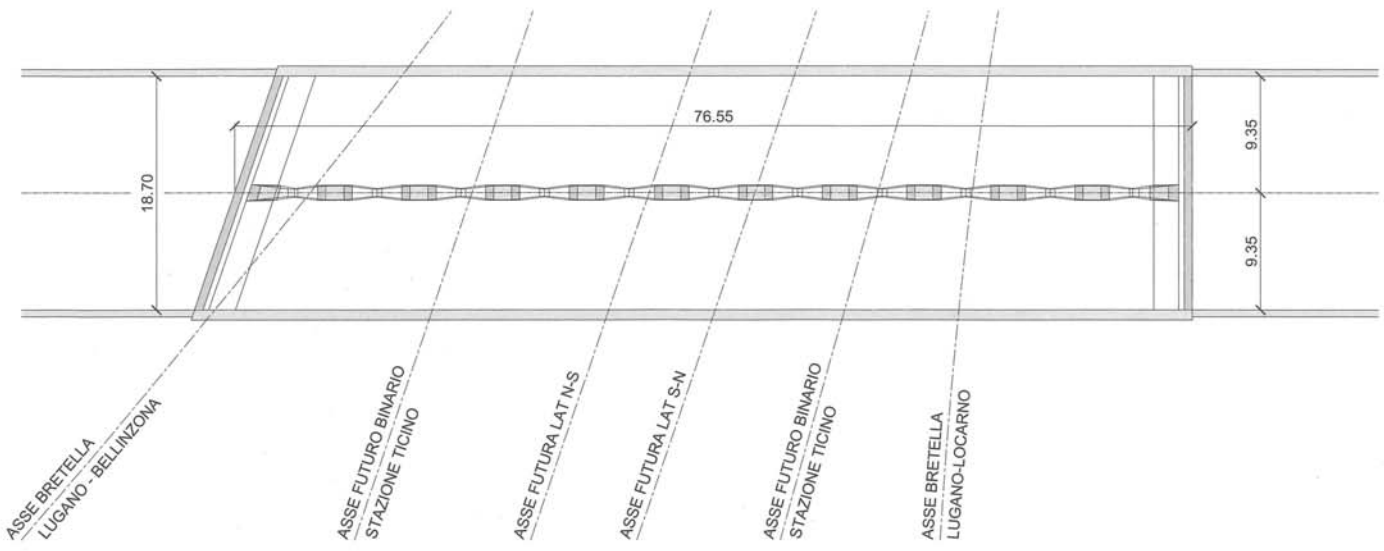 76.55
18.70
9.35
9.35
ASSE BRETELLA
LUGANO - BELLINZONA
ASSE FUTURO BINARIO
STAZIONE TICINO
ASSE FUTURA LAT N-S
ASSE FUTURA LAT S-N
ASSE FUTURO BINARIO
STAZIONE TICINO
ASSE BRETELLA
LUGANO-LOCARNO